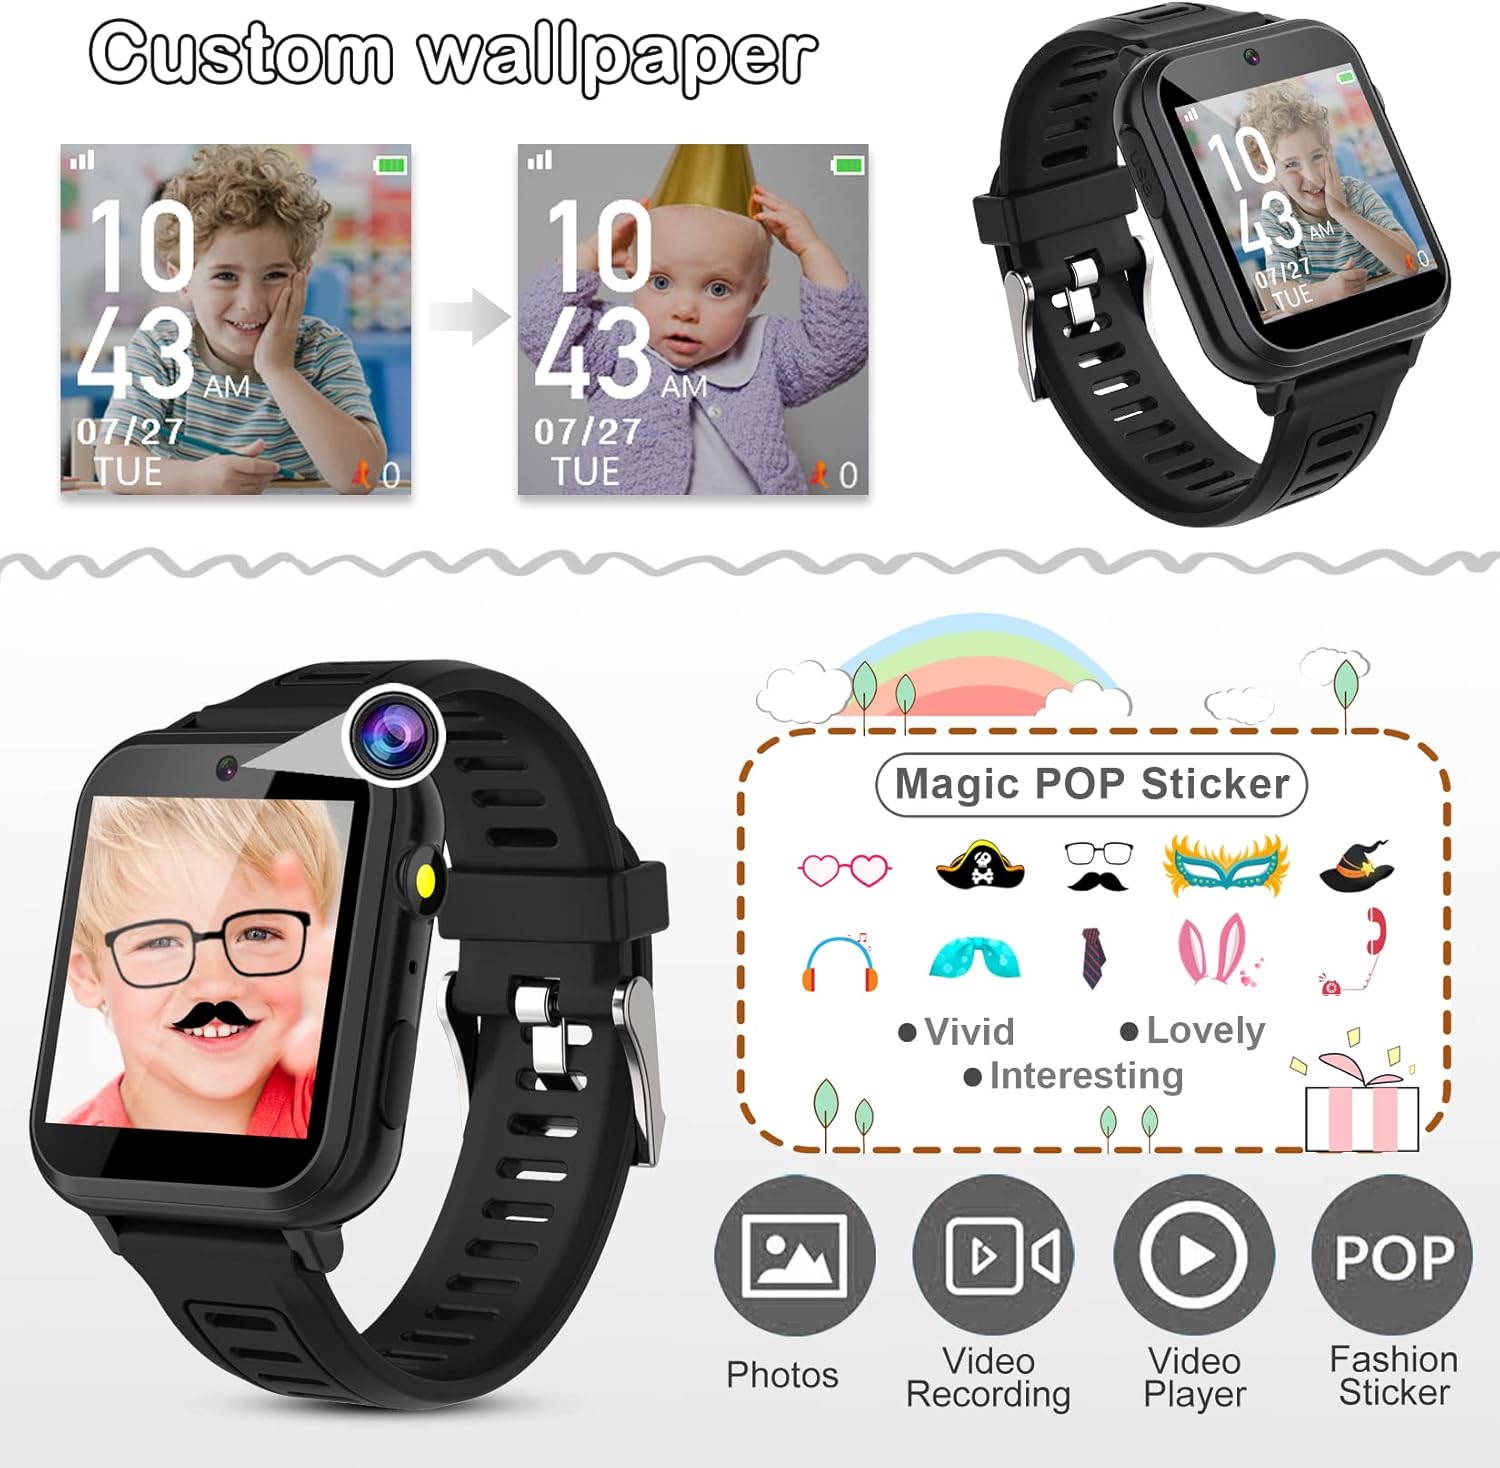 Custom wallpaper
10
43 AM
07/27
TUE
0
10
43 AM
07/27
TUE
0
10
43 AM
07/27
TUE
0
USB
Magic POP Sticker
● Vivid
● Lovely
● Interesting
POP
Photos
Video
Recording
Video
Player
Fashion
Sticker